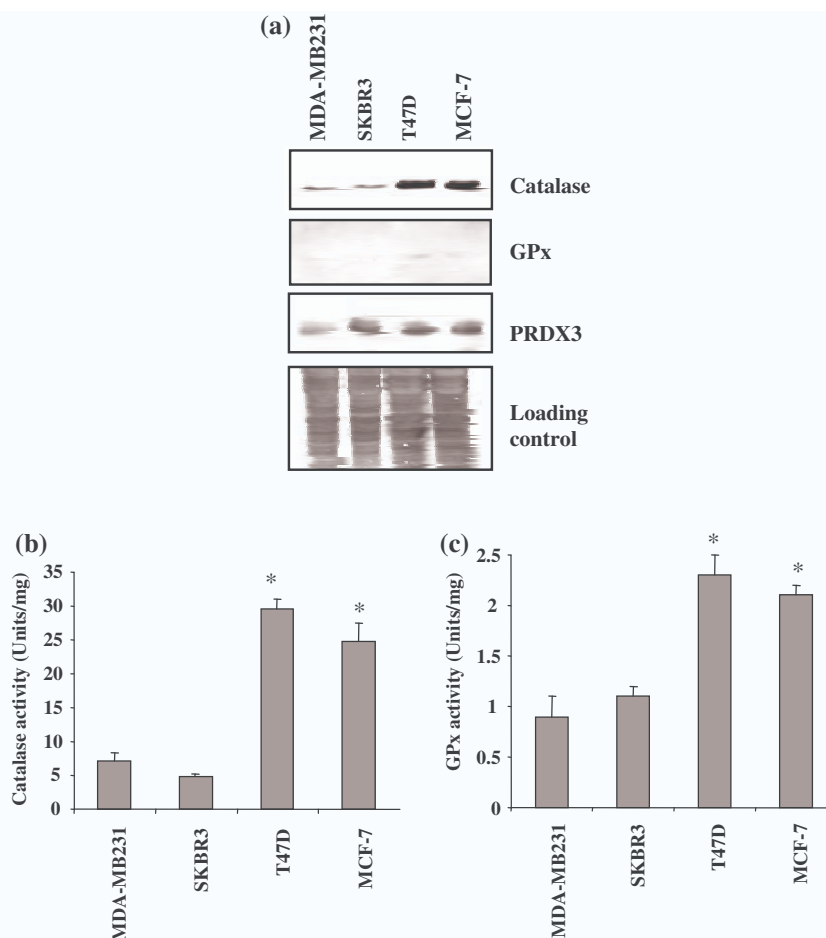 (a)
MDA-MB231
SKBR3
T47D
MCF-7
Catalase
GPx
PRDX3
Loading
control
(b)
Catalase activity (Units/mg)
35
30
25
20
15
10
5
0
*
*
MDA-MB231
SKBR3
T47D
MCF-7
(c)
GPx activity (Units/mg)
2.5
2
1.5
1
0.5
0
*
*
MDA-MB231
SKBR3
T47D
MCF-7